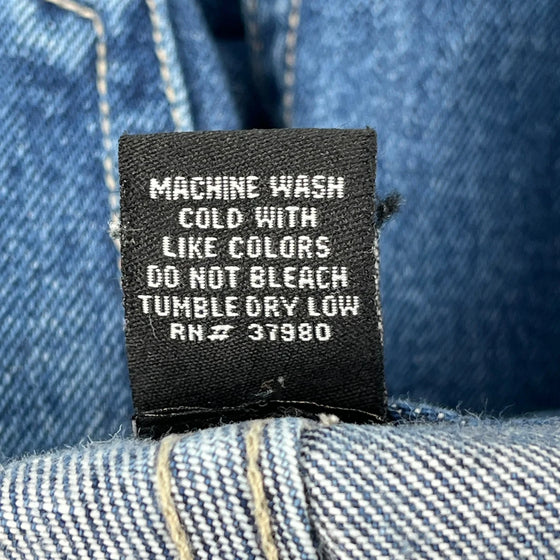 MACHINE WASH
COLD WITH
LIKE COLORS
DO NOT BLEACH
TUMBLE DRY LOW
RN# 37980